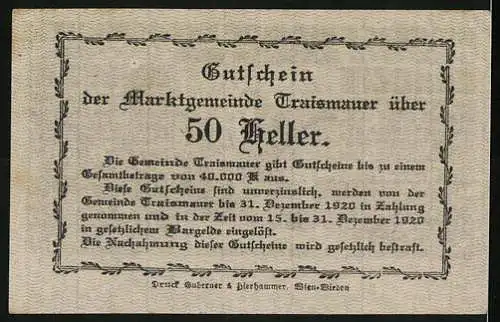 Gutschein
der Marktgemeinde Traismauer über
50 Heller.
Die Gemeinde Traismauer gibt Gutscheine bis zu einem
Gesamtbetrage von 40.000 K aus.
Diese Gutscheine sind unverzinslich, werden von der
Gemeinde Traismauer bis 31. Dezember 1920 in Zahlung
genommen und in der Zeit vom 15. bis 31. Dezember 1920
in gesetzlichem Bargelde eingelöst.
Die Nachahmung dieser Gutscheine wird gesetzlich bestraft.
Druck Guberner & Hierhammer, Wien-Wieden